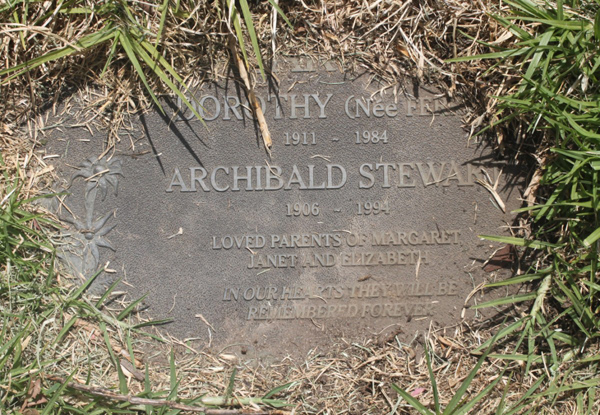 DOROTHY (Née
1911 ~ 1984
ARCHIBALD STEWART
1906 ~ 1994
LOVED PARENTS OF MARGARET,
JANET AND ELIZABETH
IN OUR HEARTS THEY WILL BE
REMEMBERED FOREVER